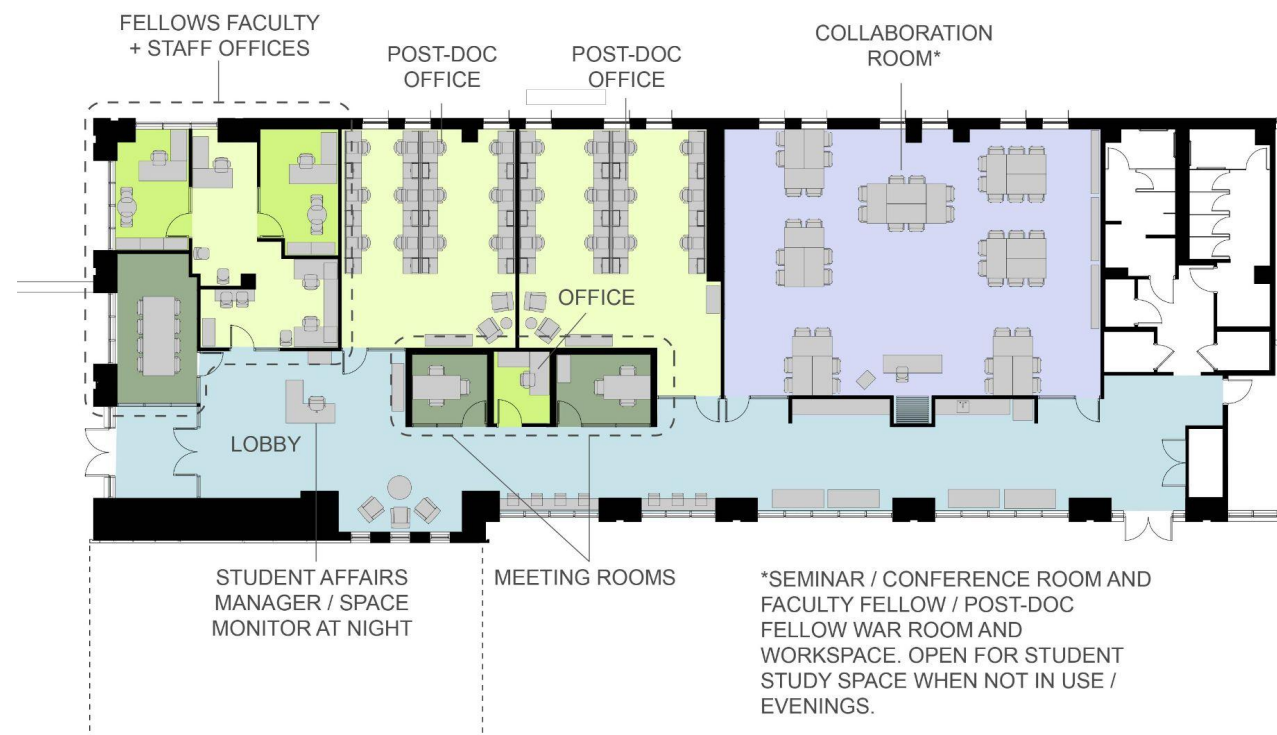 FELLOWS FACULTY
+ STAFF OFFICES
POST-DOC
OFFICE
POST-DOC
OFFICE
COLLABORATION
ROOM*
OFFICE
LOBBY
STUDENT AFFAIRS
MANAGER / SPACE
MONITOR AT NIGHT
MEETING ROOMS
*SEMINAR / CONFERENCE ROOM AND
FACULTY FELLOW / POST-DOC
FELLOW WAR ROOM AND
WORKSPACE. OPEN FOR STUDENT
STUDY SPACE WHEN NOT IN USE /
EVENINGS.